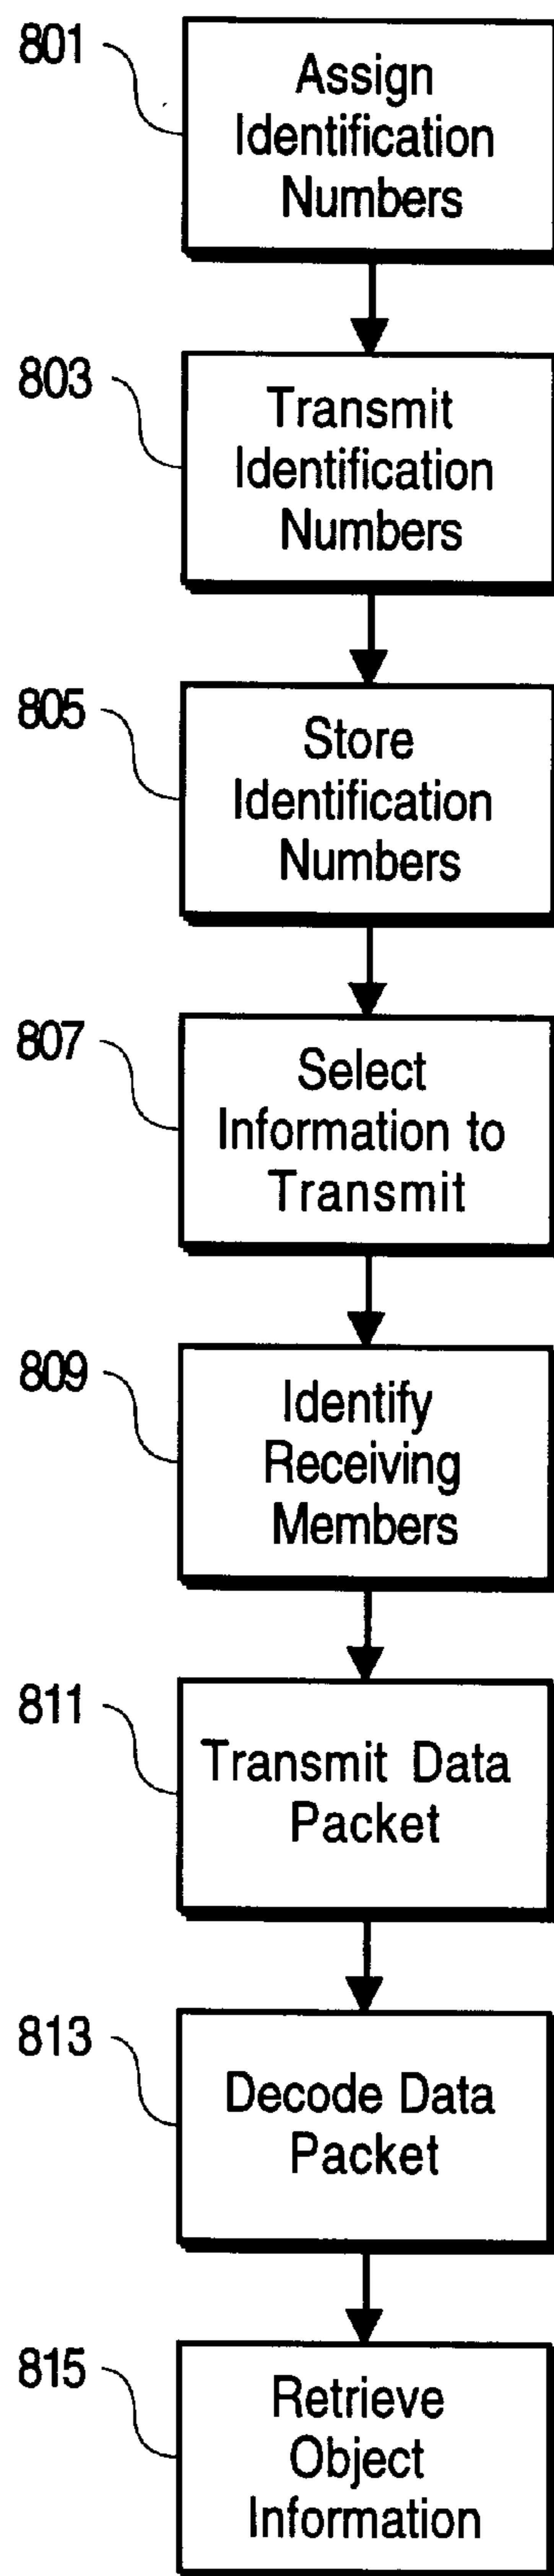 801
Assign
Identification
Numbers
803
Transmit
Identification
Numbers
805
Store
Identification
Numbers
807
Select
Information to
Transmit
809
Identify
Receiving
Members
811
Transmit Data
Packet
813
Decode Data
Packet
815
Retrieve
Object
Information